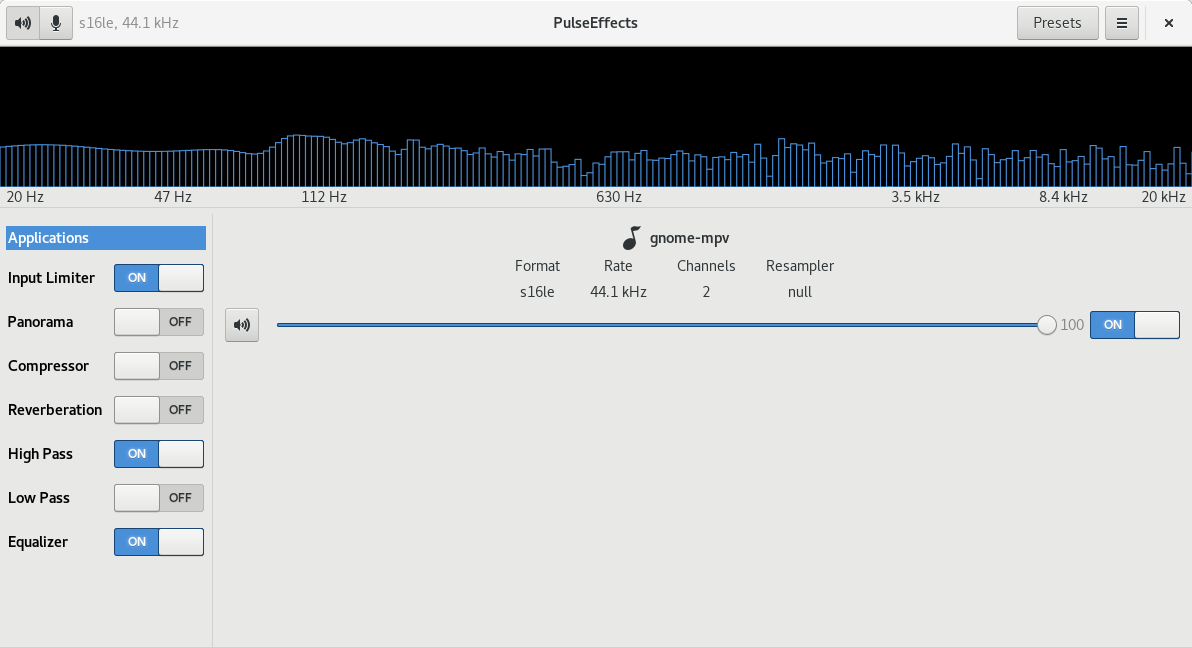 s16le, 44.1 kHz PulseEffects Presets
20 Hz 47 Hz 112 Hz 630 Hz 3.5 kHz 8.4 kHz 20 kHz
Applications
gnome-mpv
Format Rate Channels Resampler
s16le 44.1 kHz 2 null
100 ON
Input Limiter ON
Panorama OFF
Compressor OFF
Reverberation OFF
High Pass ON
Low Pass OFF
Equalizer ON